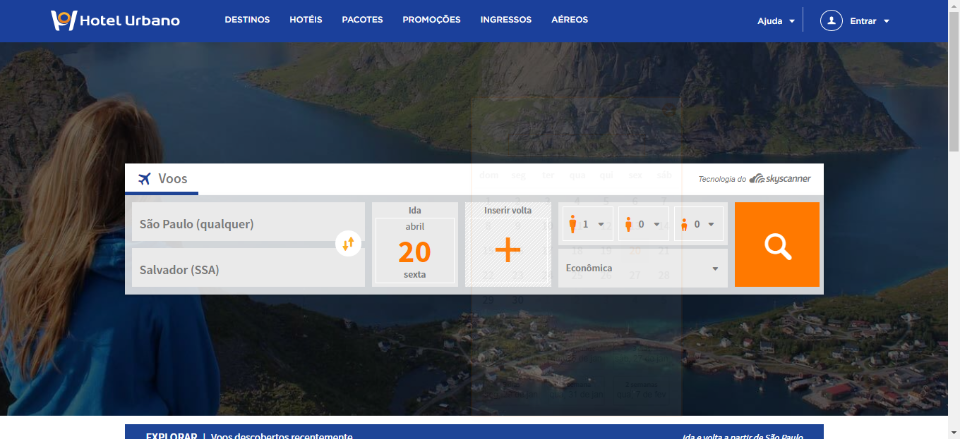 Hotel Urbano
DESTINOS HOTÉIS PACOTES PROMOÇÕES INGRESSOS AÉREOS
Ajuda Entrar
Voos
Tecnologia do skyscanner
São Paulo (qualquer)
Salvador (SSA)
Ida
abril
20
sexta
Inserir volta
1 0 0
Econômica
EXPLORAR | Voos descobertos recentemente
Ida e volta a partir de São Paulo